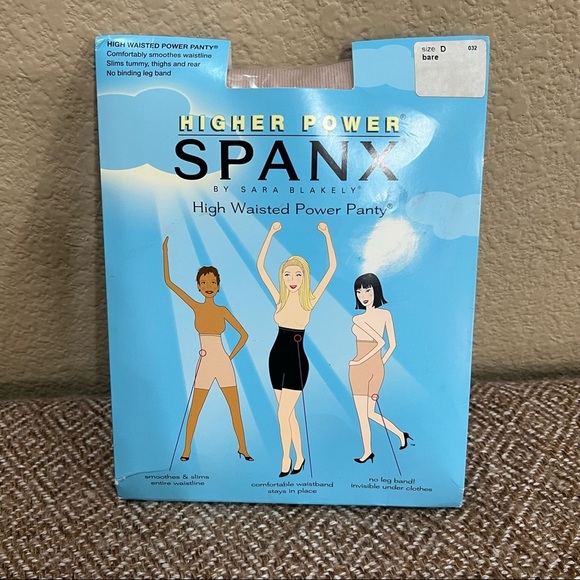 HIGH WAISTED POWER PANTY®
Comfortably smoothes waistline
Slims tummy, thighs and rear
No binding leg band
size D 032
bare
HIGHER POWER
SPANX®
BY SARA BLAKELY®
High Waisted Power Panty®
smoothes & slims
entire waistline
comfortable waistband
stays in place
no leg band!
invisible under clothes